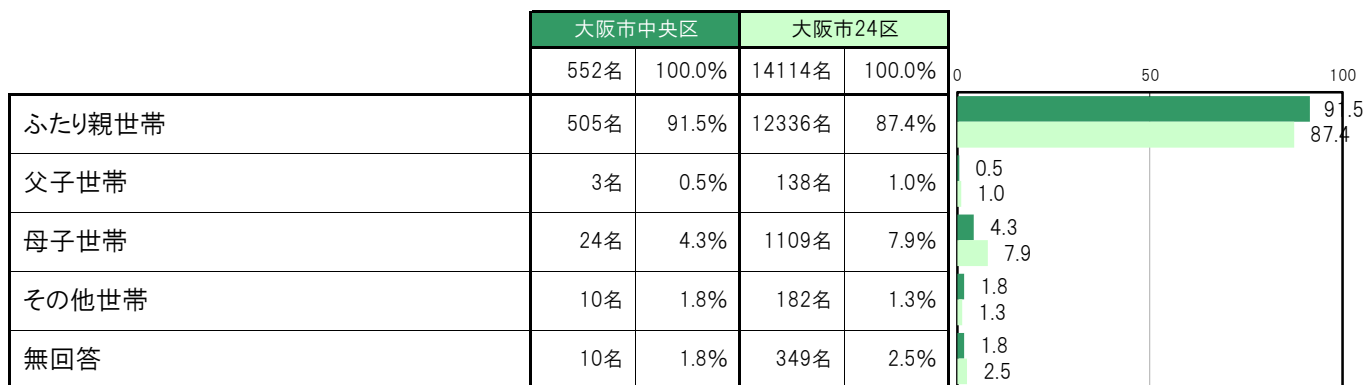 大阪市中央区 大阪市24区
552名 100.0% 14114名 100.0% 0 50 100
ふたり親世帯 505名 91.5% 12336名 87.4% 91.5
87.4
父子世帯 3名 0.5% 138名 1.0% 0.5
1.0
母子世帯 24名 4.3% 1109名 7.9% 4.3
7.9
その他世帯 10名 1.8% 182名 1.3% 1.8
1.3
無回答 10名 1.8% 349名 2.5% 1.8
2.5